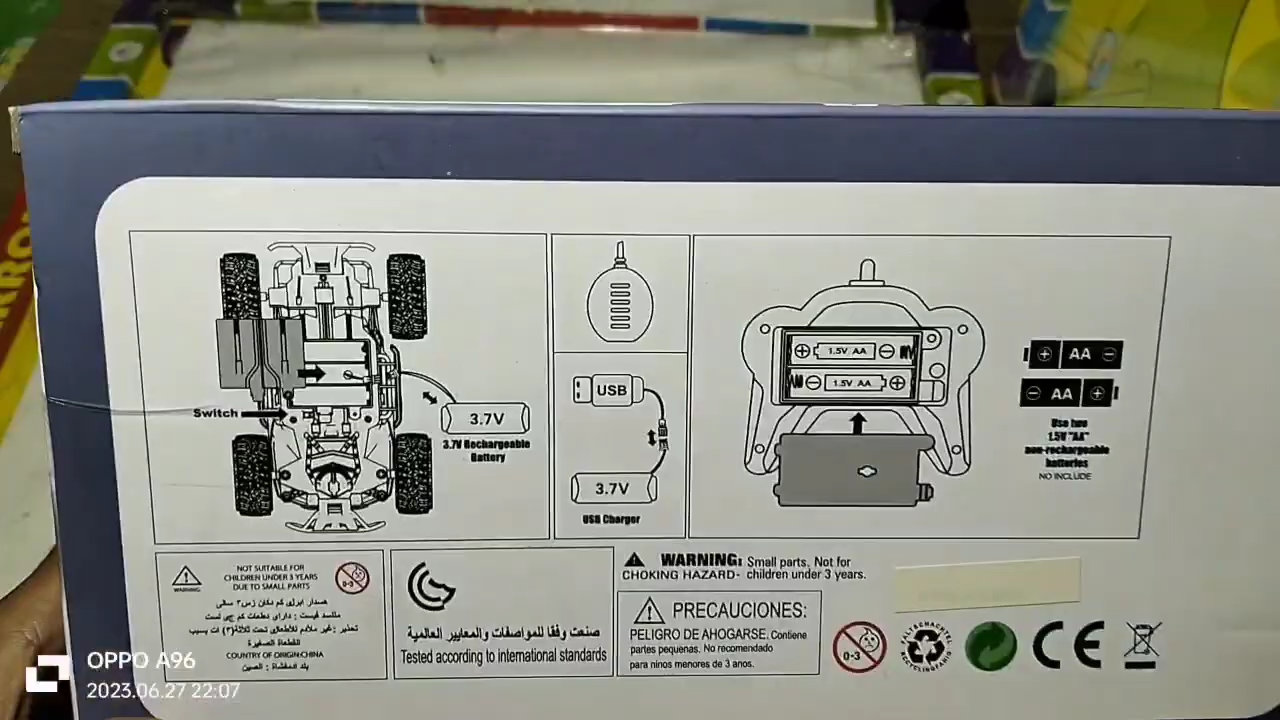 Switch
3.7V
3.7V Rechargeable
Battery
USB
3.7V
USB Charger
1.5V AA
1.5V AA
AA
AA
Use two
1.5V "AA"
non-rechargeable
batteries
NO INCLUDE
WARNING:
NOT SUITABLE FOR
CHILDREN UNDER 3 YEARS
DUE TO SMALL PARTS
0-3
COUNTRY OF ORIGIN:CHINA
صنعت وفقا للمواصفات والمعايير العالمية
Tested according to international standards
WARNING: Small parts. Not for
CHOKING HAZARD- children under 3 years.
PRECAUCIONES:
PELIGRO DE AHOGARSE. Contiene
partes pequenas. No recomendado
para ninos menores de 3 anos.
0-3
CE
OPPO A96
2023.06.27 22:07